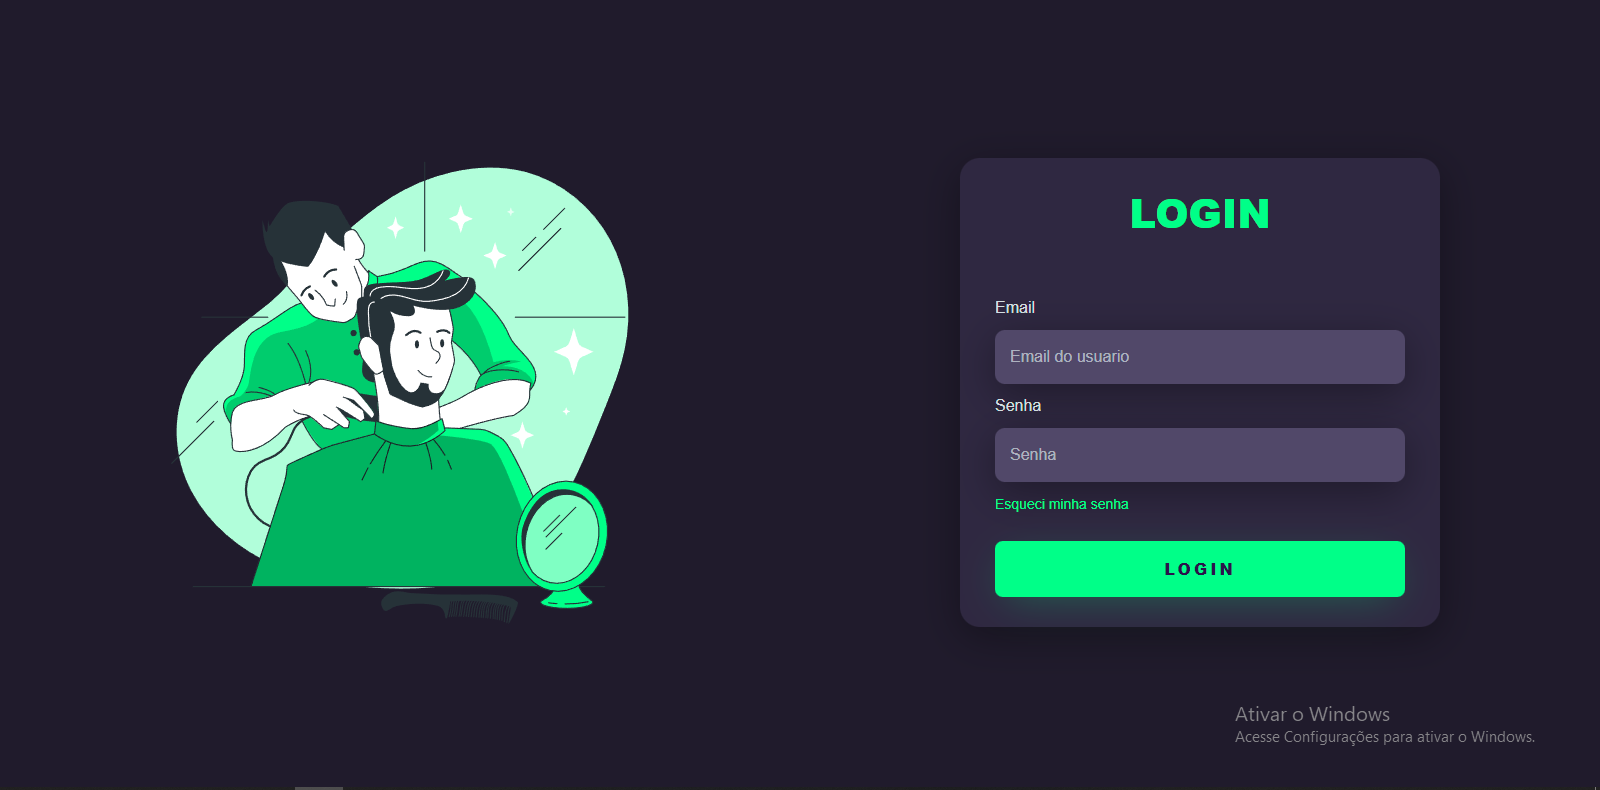 LOGIN
Email
Email do usuario
Senha
Senha
Esqueci minha senha
LOGIN
Ativar o Windows
Acesse Configurações para ativar o Windows.